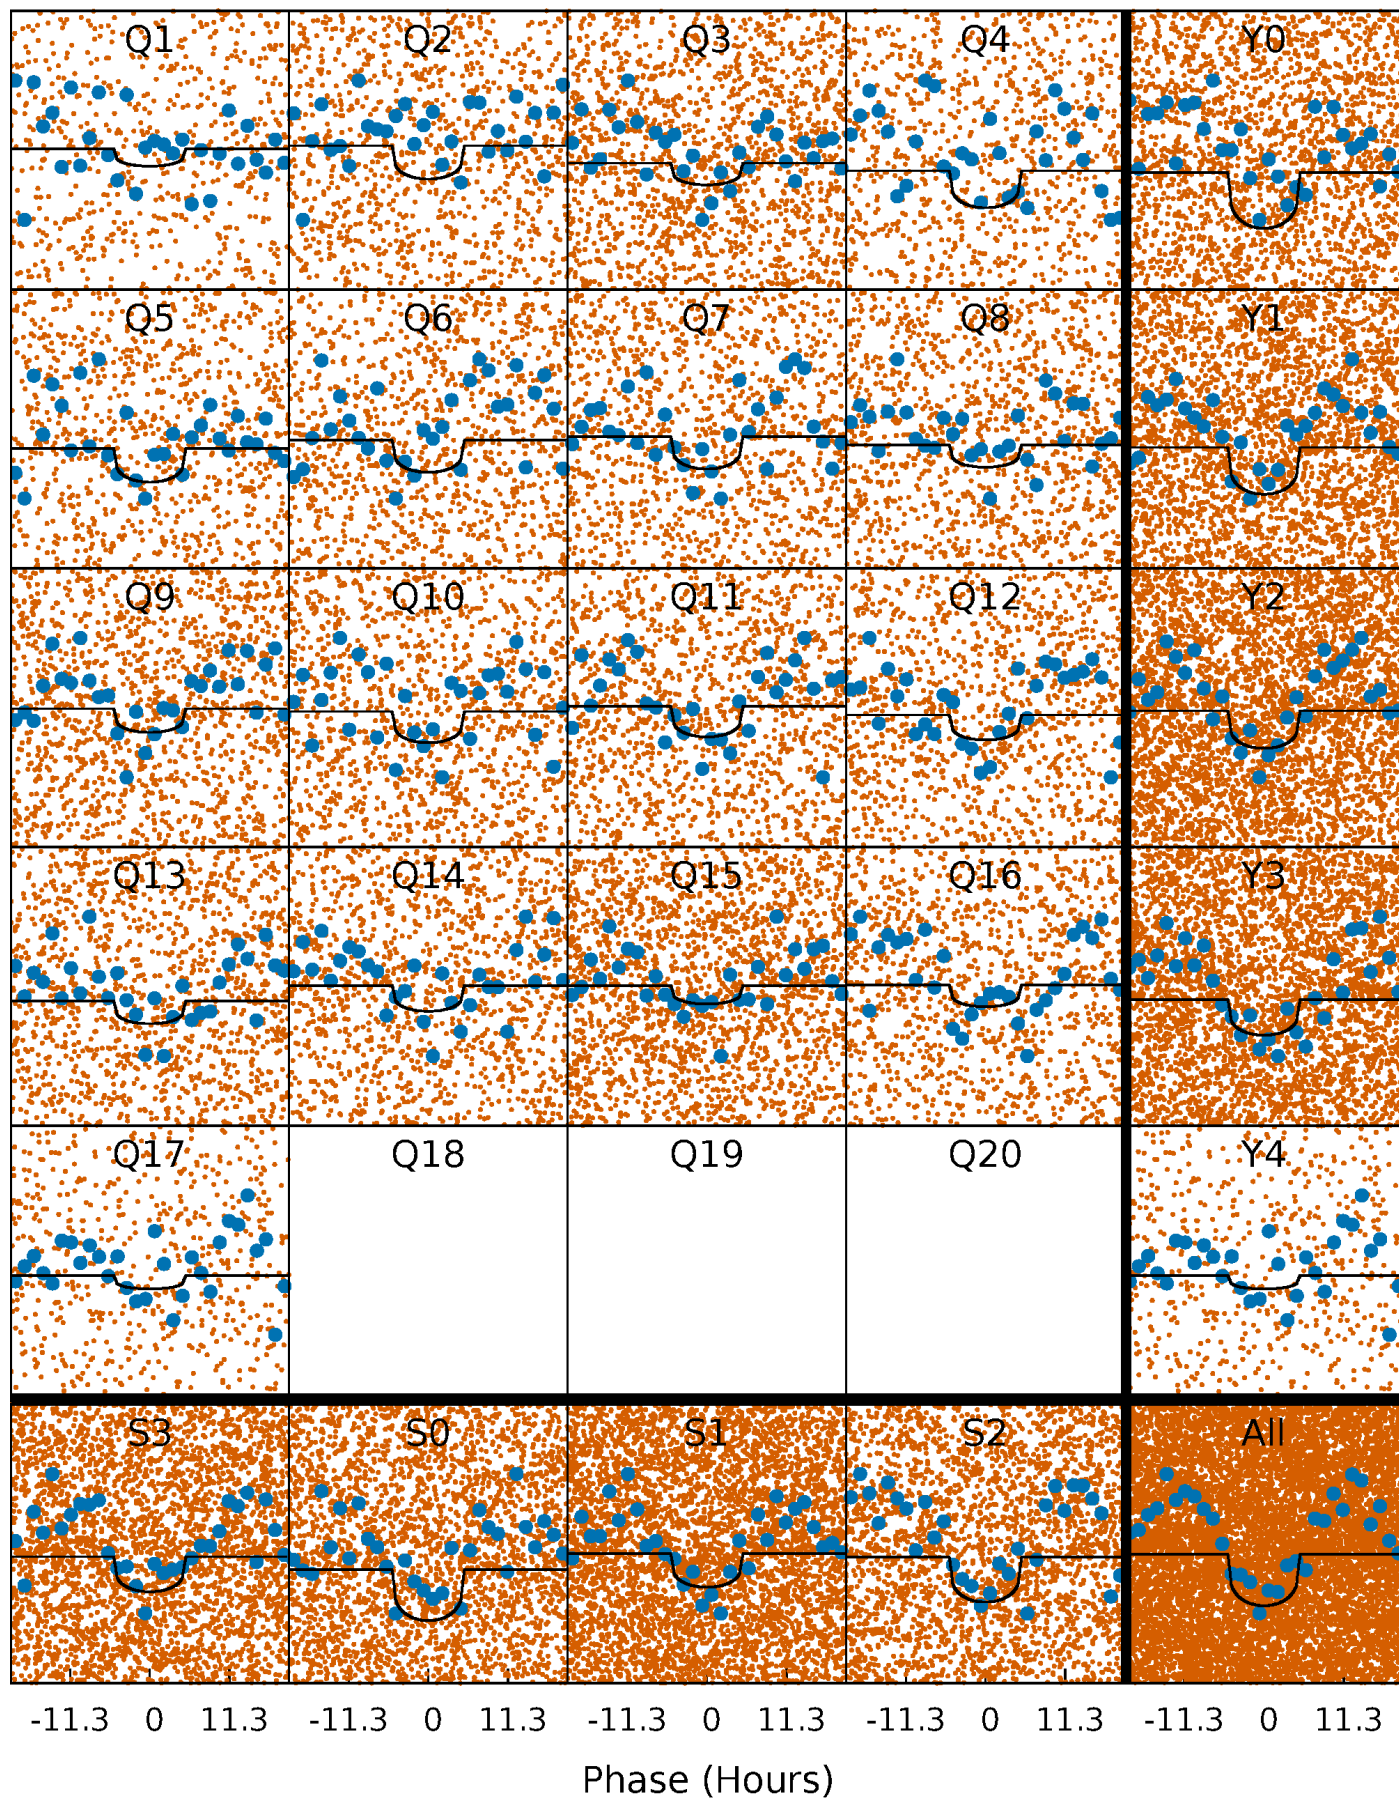 Q1 Q2 Q3 Q4 Y0
Q5 Q6 Q7 Q8 Y1
Q9 Q10 Q11 Q12 Y2
Q13 Q14 Q15 Q16 Y3
Q17 Q18 Q19 Q20 Y4
S3 S0 S1 S2 All
-11.3 0 11.3 -11.3 0 11.3 -11.3 0 11.3 -11.3 0 11.3 -11.3 0 11.3
Phase (Hours)